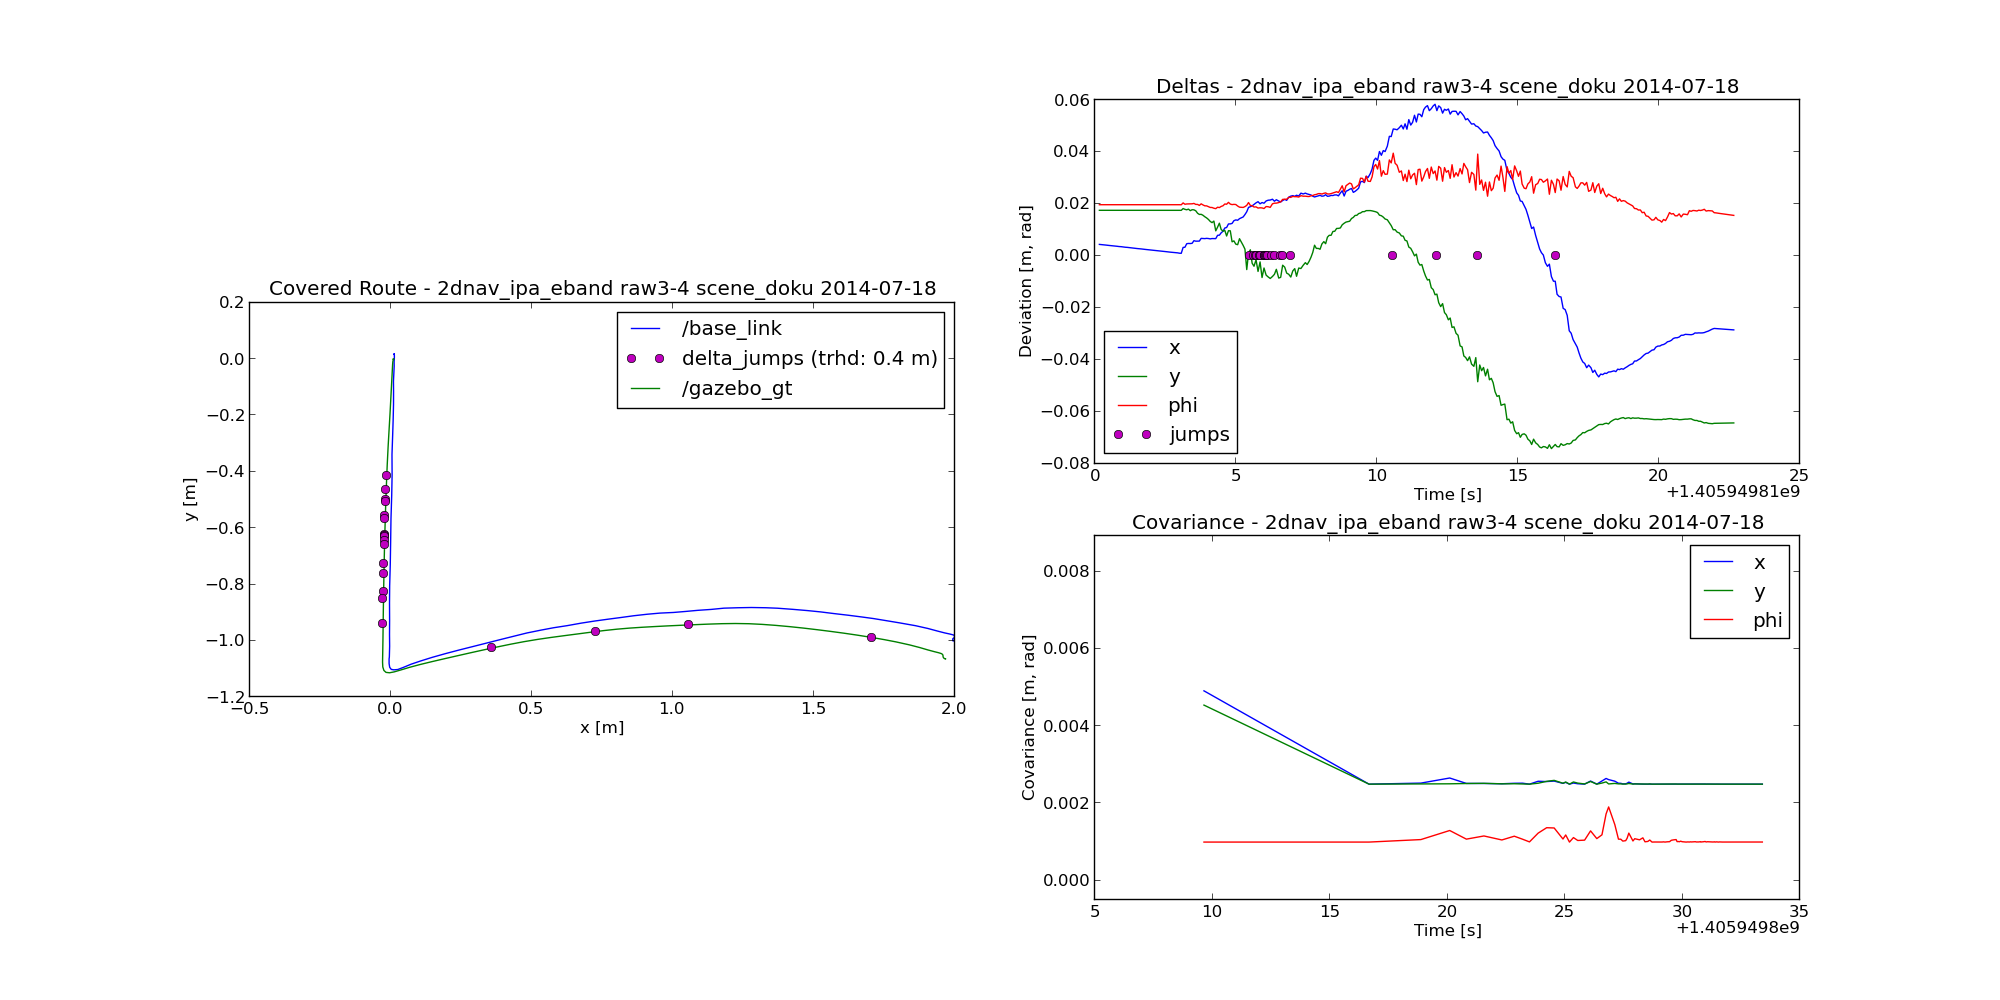 Covered Route - 2dnav_ipa_eband raw3-4 scene_doku 2014-07-18
y [m]
0.2
0.0
−0.2
−0.4
−0.6
−0.8
−1.0
−1.2
/base_link
delta_jumps (trhd: 0.4 m)
/gazebo_gt
−0.5 0.0 0.5 1.0 1.5 2.0
x [m]
Deltas - 2dnav_ipa_eband raw3-4 scene_doku 2014-07-18
Deviation [m, rad]
0.06
0.04
0.02
0.00
−0.02
−0.04
−0.06
−0.08
x
y
phi
jumps
0 5 10 15 20 25
Time [s]
+1.40594981e9
Covariance - 2dnav_ipa_eband raw3-4 scene_doku 2014-07-18
Covariance [m, rad]
0.008
0.006
0.004
0.002
0.000
x
y
phi
5 10 15 20 25 30 35
Time [s]
+1.4059498e9